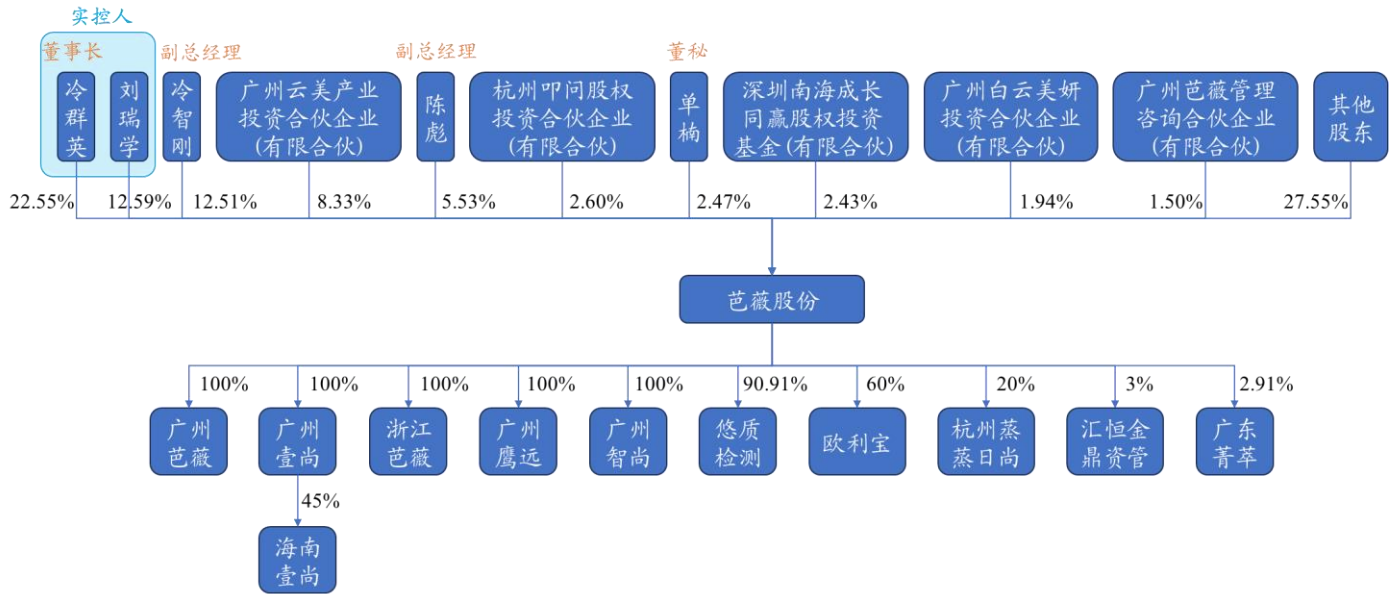 实控人
董事长
副总经理
副总经理
董秘
冷群英
刘瑞学
冷智刚
广州云美产业
投资合伙企业
(有限合伙)
陈彪
杭州叩问股权
投资合伙企业
(有限合伙)
单楠
深圳南海成长
同赢股权投资
基金(有限合伙)
广州白云美妍
投资合伙企业
(有限合伙)
广州芭薇管理
咨询合伙企业
(有限合伙)
其他
股东
22.55%
12.59%
12.51%
8.33%
5.53%
2.60%
2.47%
2.43%
1.94%
1.50%
27.55%
芭薇股份
100%
100%
100%
100%
100%
90.91%
60%
20%
3%
2.91%
广州
芭薇
广州
壹尚
浙江
芭薇
广州
鹰远
广州
智尚
悠质
检测
欧利宝
杭州蒸
蒸日尚
汇恒金
鼎资管
广东
菁萃
45%
海南
壹尚